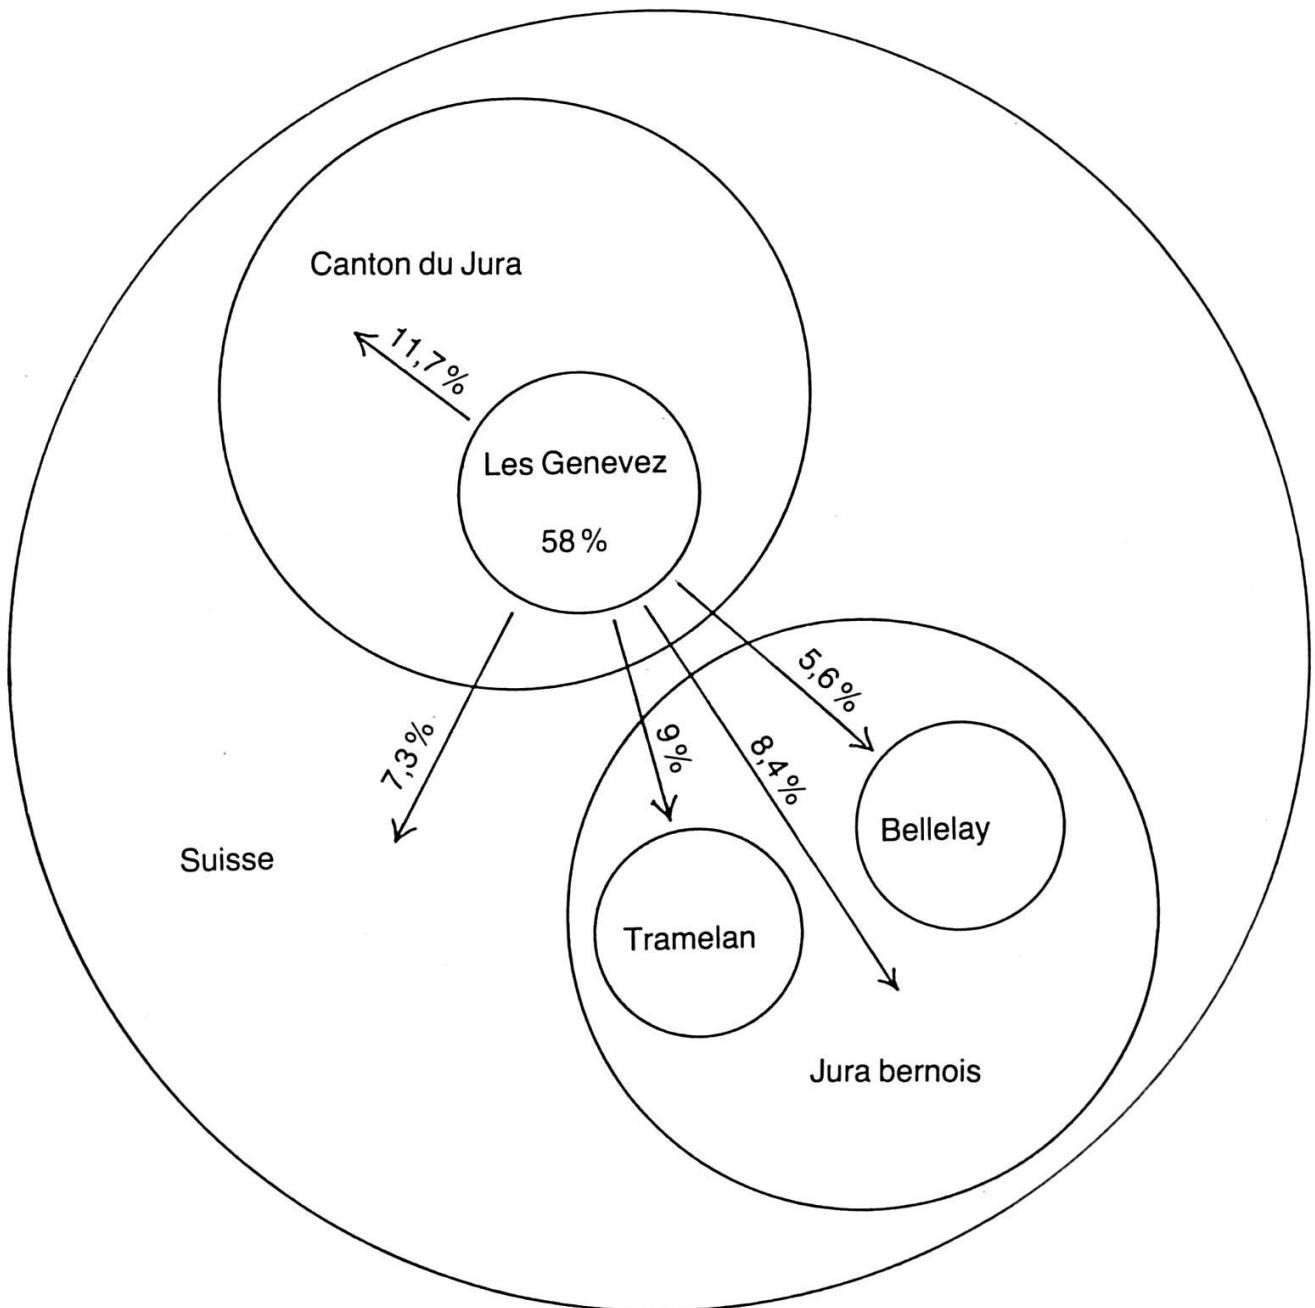 Canton du Jura
11,7%
Les Genevez
58%
5,6%
7,3%
9%
8,4%
Bellelay
Suisse
Tramelan
Jura bernois